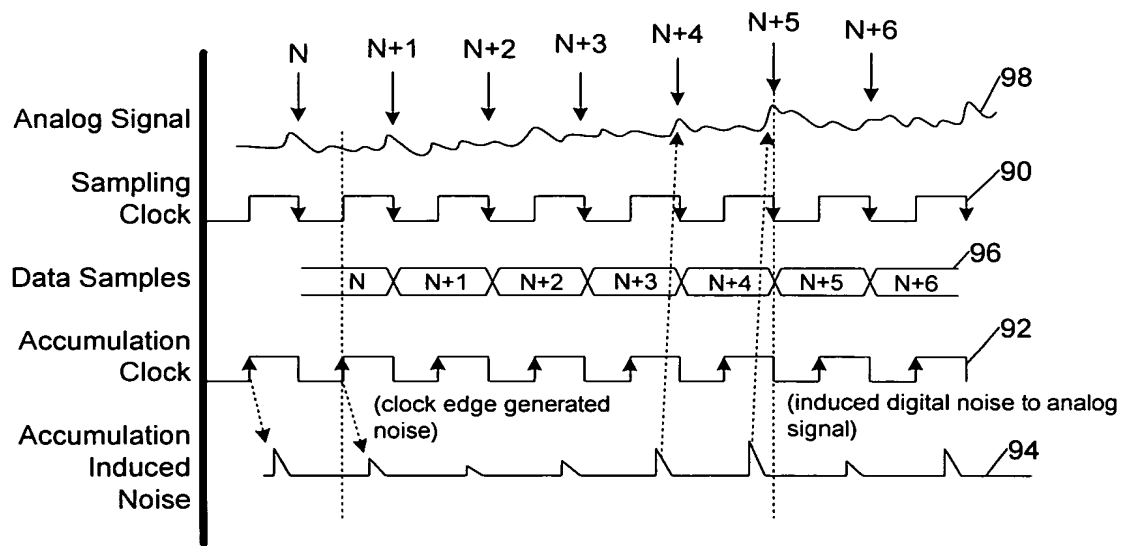 N N+1 N+2 N+3 N+4 N+5 N+6
98
Analog Signal
Sampling
Clock
90
Data Samples
N N+1 N+2 N+3 N+4 N+5 N+6
96
Accumulation
Clock
92
(clock edge generated
noise)
(induced digital noise to analog
signal)
Accumulation
Induced
Noise
94